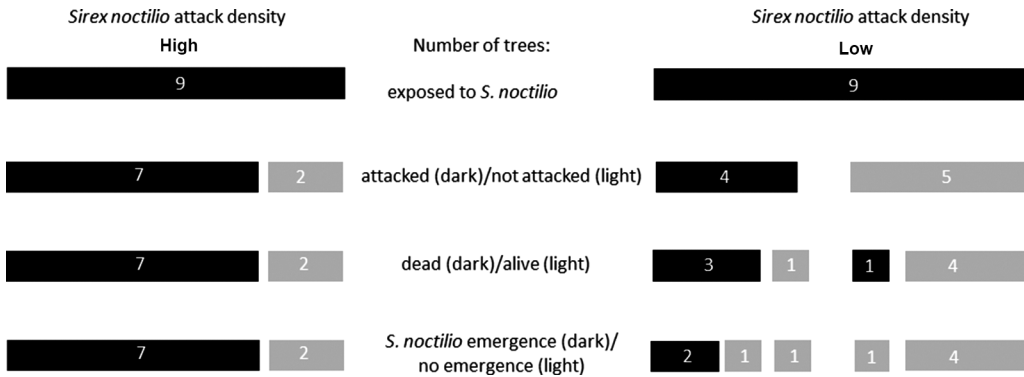 Sirex noctilio attack density
Sirex noctilio attack density
High
Number of trees:
Low
9
exposed to S. noctilio
9
7
2
attacked (dark)/not attacked (light)
4
5
7
2
dead (dark)/alive (light)
3
1
1
4
7
2
S. noctilio emergence (dark)/
no emergence (light)
2
1
1
1
4